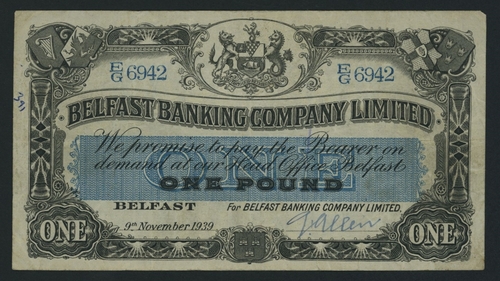 E/G 6942 E/G 6942
BELFAST BANKING COMPANY LIMITED
We promise to pay the Bearer on
demand at our Head Office Belfast
ONE
ONE POUND
BELFAST For BELFAST BANKING COMPANY LIMITED.
9th November 1939
ONE ONE